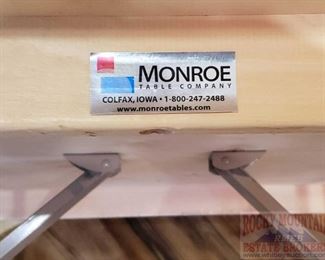 MONROE
TABLE COMPANY
COLFAX, IOWA • 1-800-247-2488
www.monroetables.com
ROCKY MOUNTAIN
ESTATE BROKERS